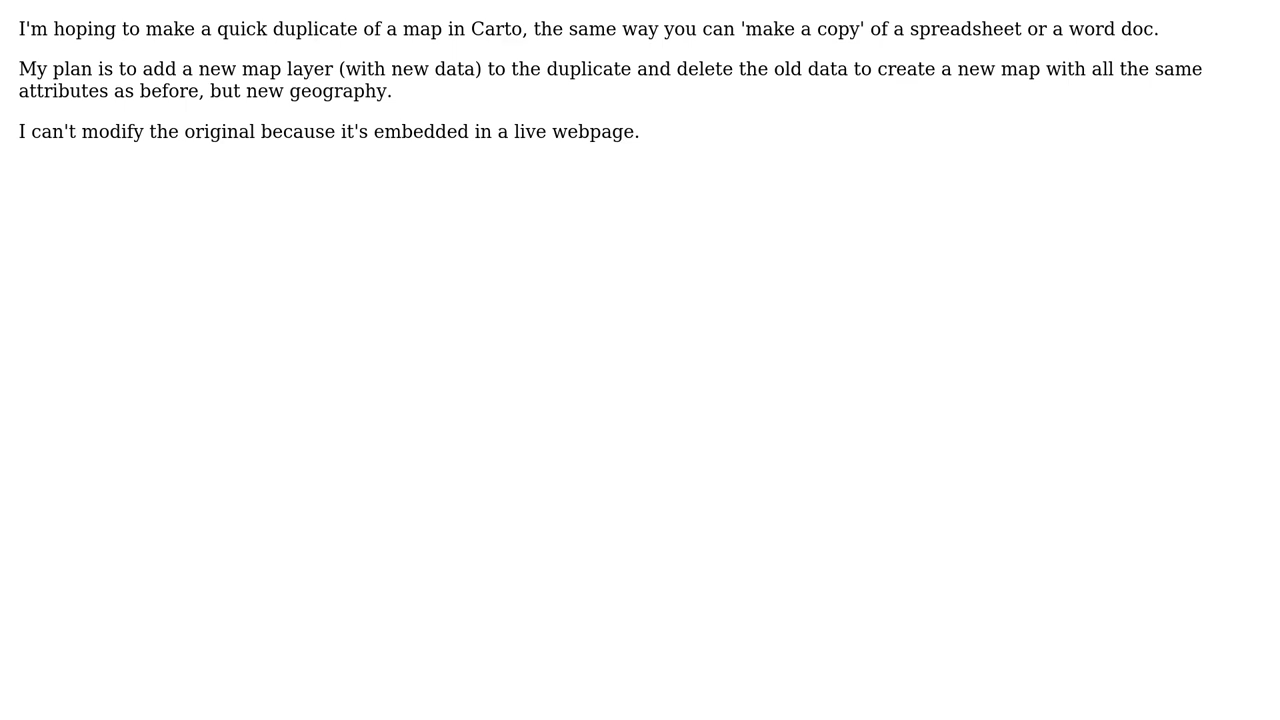 I'm hoping to make a quick duplicate of a map in Carto, the same way you can 'make a copy' of a spreadsheet or a word doc.
My plan is to add a new map layer (with new data) to the duplicate and delete the old data to create a new map with all the same
attributes as before, but new geography.
I can't modify the original because it's embedded in a live webpage.